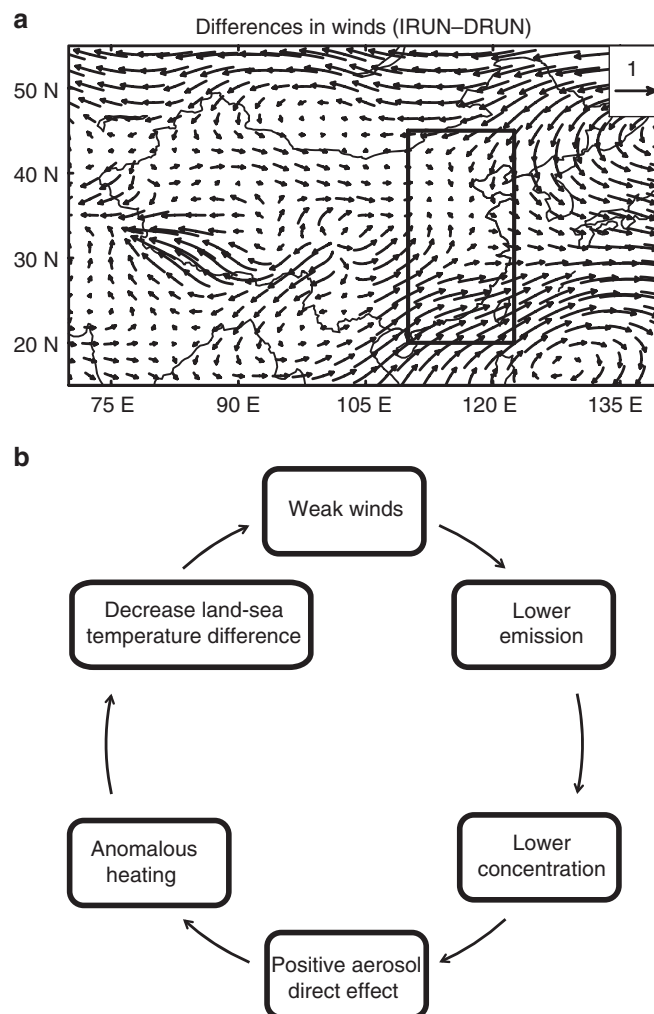 a
Differences in winds (IRUN–DRUN)
1
50 N
40 N
30 N
20 N
75 E 90 E 105 E 120 E 135 E
b
Weak winds
Lower
emission
Lower
concentration
Positive aerosol
direct effect
Anomalous
heating
Decrease land-sea
temperature difference